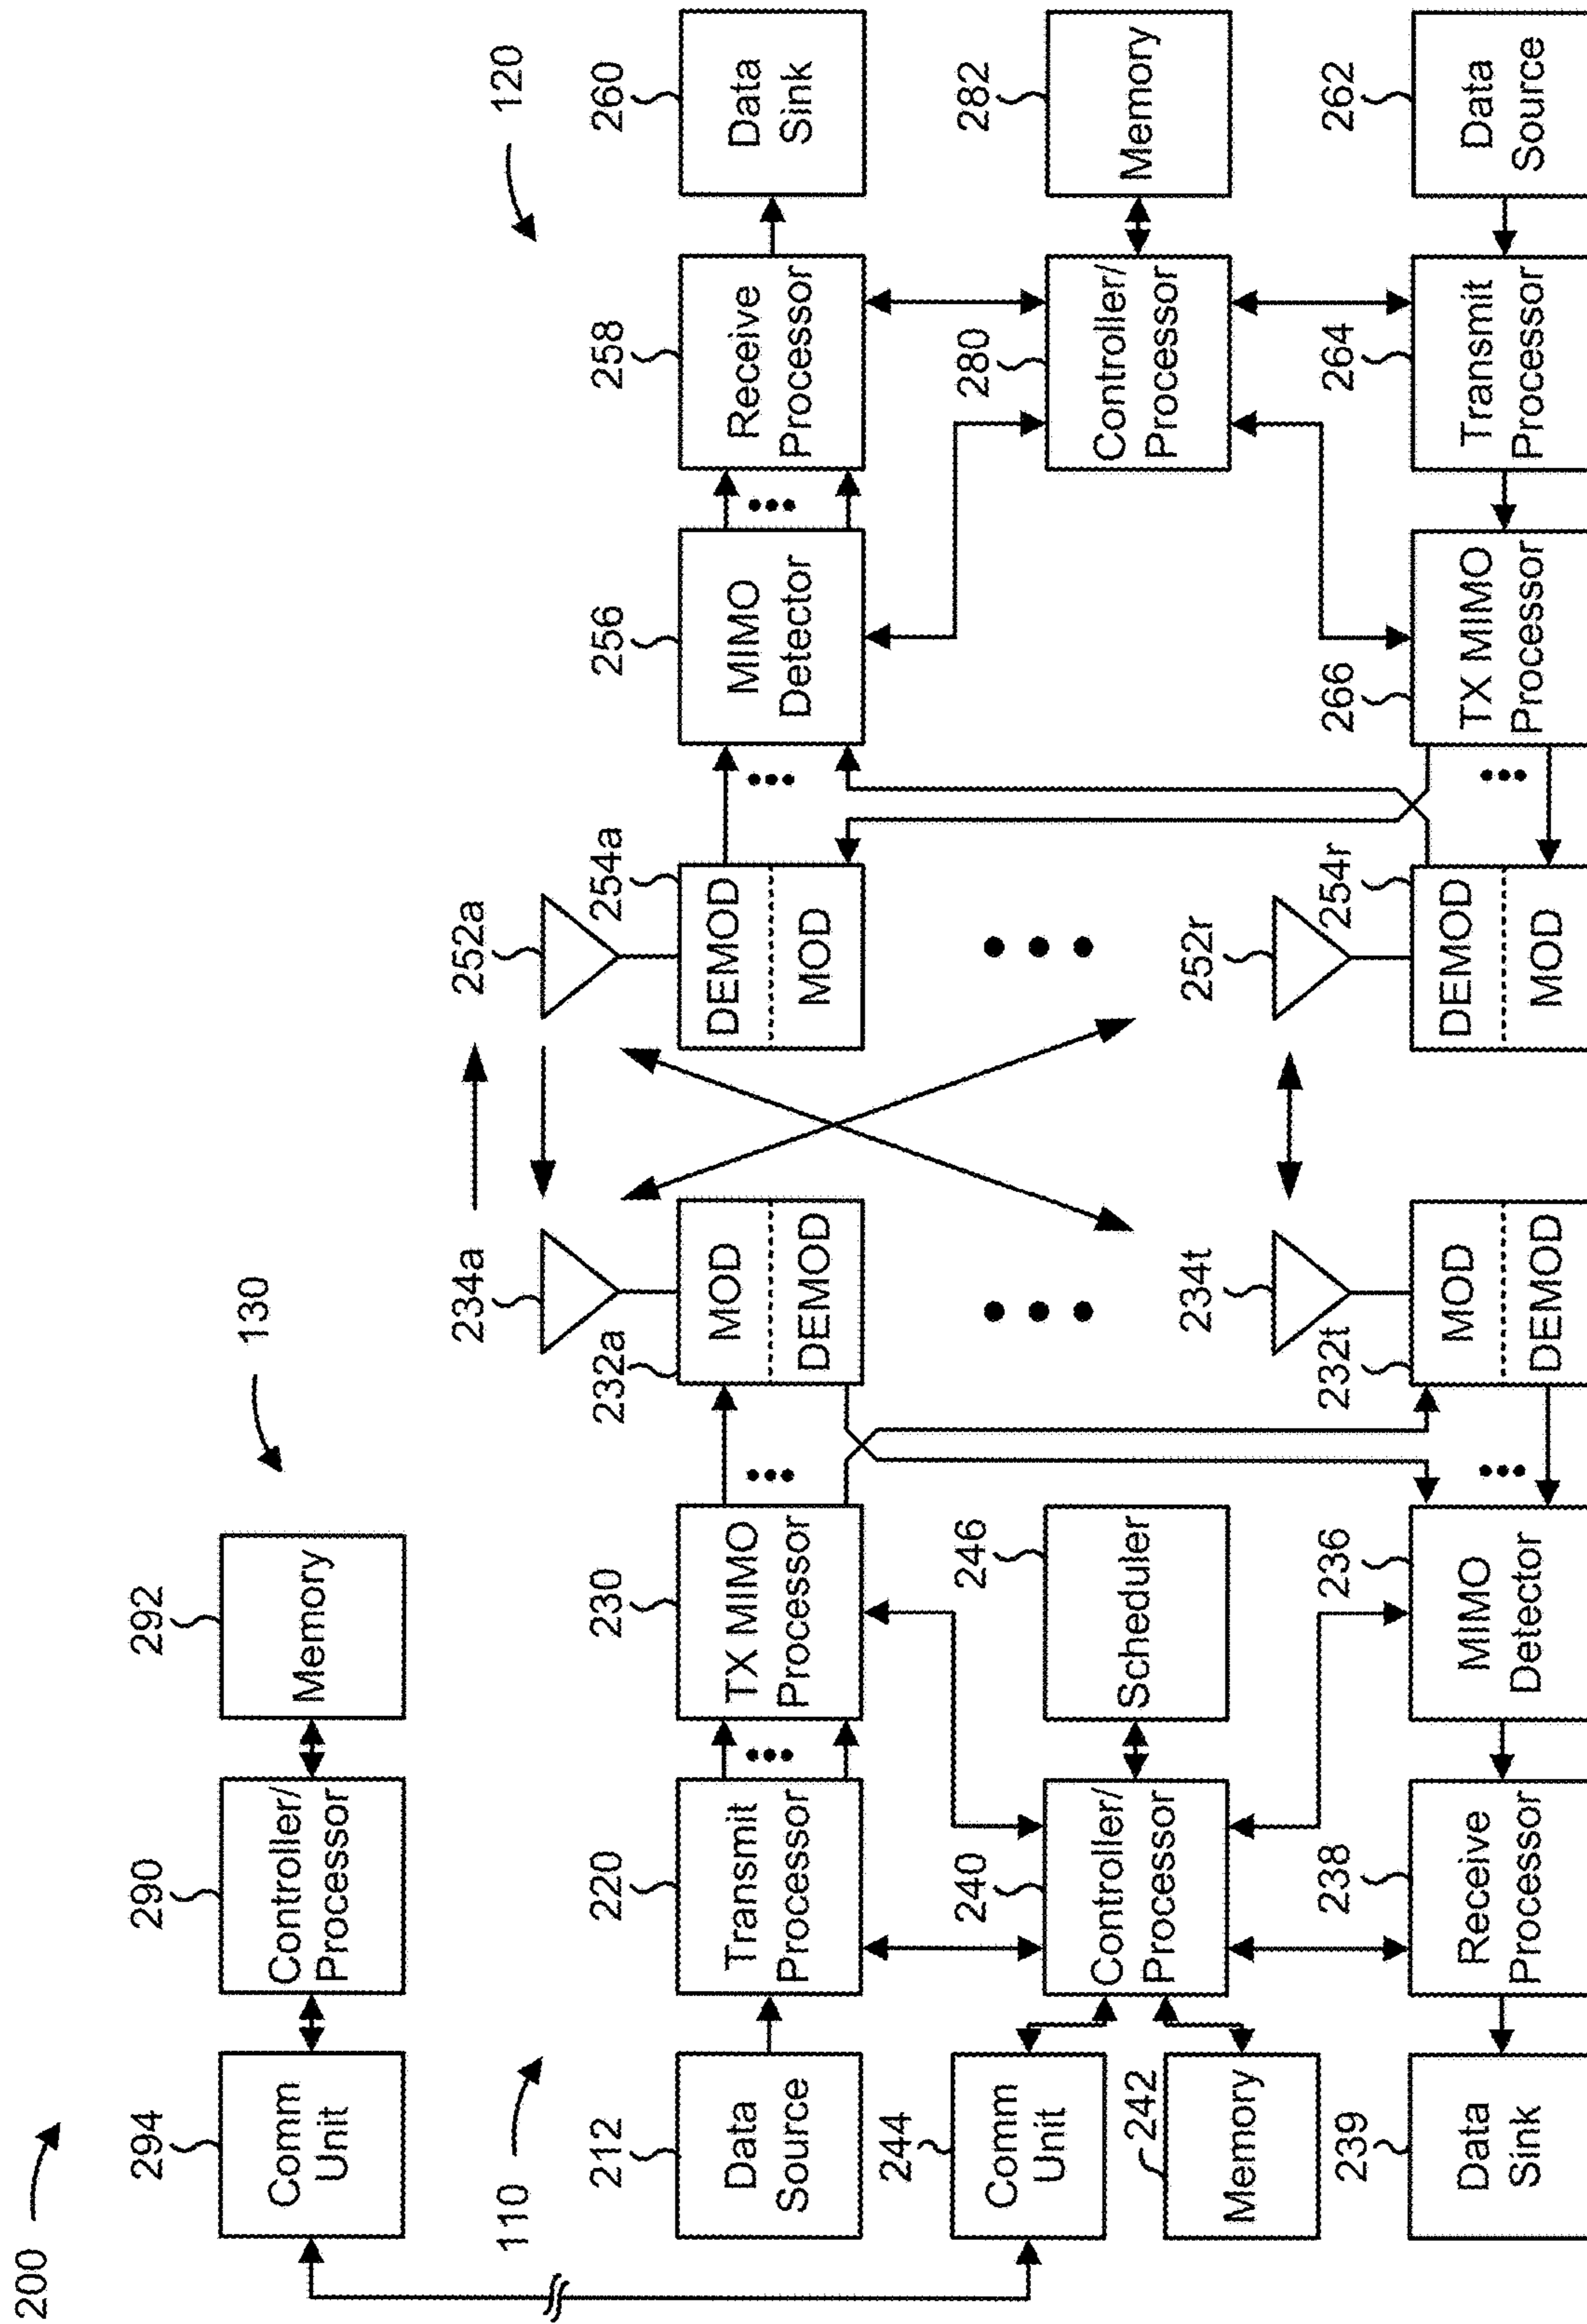 200
294
Comm
Unit
290
Controller/
Processor
292
Memory
130
110
120
212
Data
Source
220
Transmit
Processor
230
TX MIMO
Processor
232a
MOD
DEMOD
234a
252a
254a
DEMOD
MOD
256
MIMO
Detector
258
Receive
Processor
260
Data
Sink
244
Comm
Unit
242
Memory
240
Controller/
Processor
246
Scheduler
280
Controller/
Processor
282
Memory
239
Data
Sink
238
Receive
Processor
236
MIMO
Detector
232t
MOD
DEMOD
234t
252r
254r
DEMOD
MOD
266
TX MIMO
Processor
264
Transmit
Processor
262
Data
Source